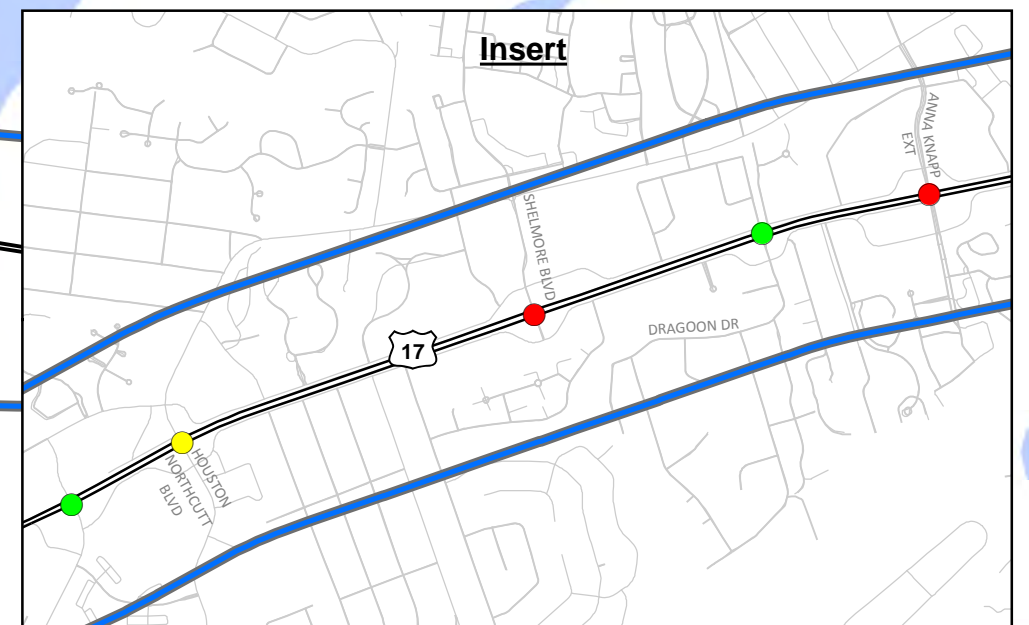 Insert
ANNA KNAPP
EXT
SHELMORE BLVD
DRAGOON DR
17
HOUSTON
NORTHCUTT
BLVD